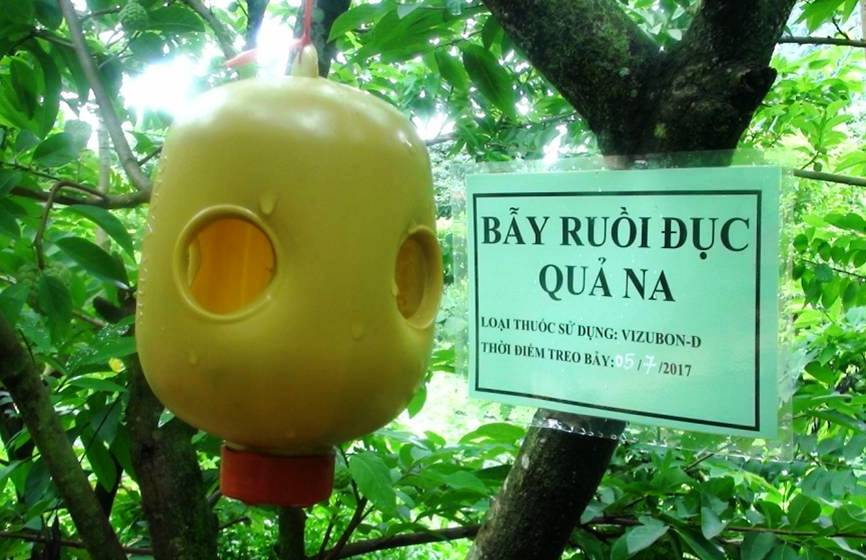 BẪY RUỒI ĐỤC
QUẢ NA
LOẠI THUỐC SỬ DỤNG: VIZUBON-D
THỜI ĐIỂM TREO BẪY: 05/7/2017